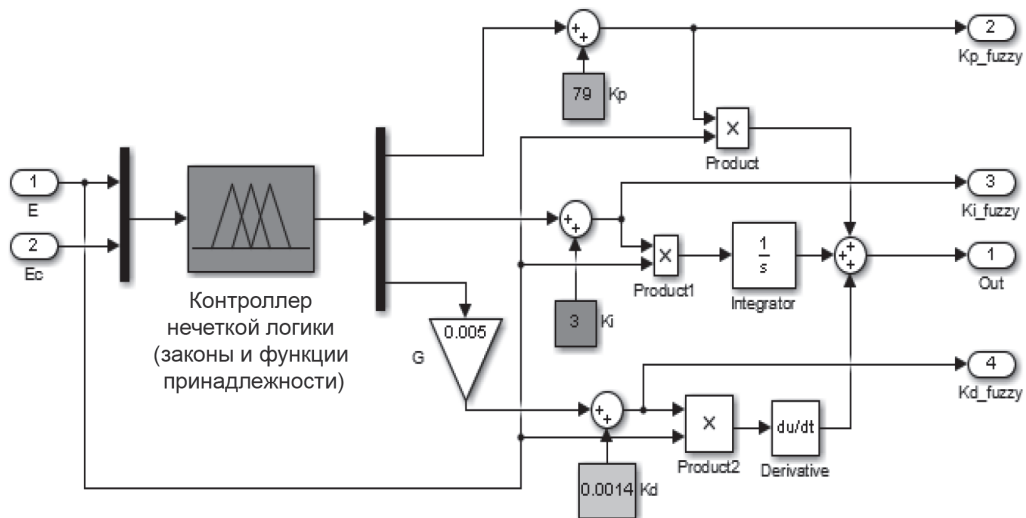 2
Kp_fuzzy
79
Kp
×
Product
1
E
2
Ec
Контроллер
нечеткой логики
(законы и функции
принадлежности)
3
Ki_fuzzy
×
Product1
1
s
Integrator
1
Out
3
Ki
0.005
G
4
Kd_fuzzy
×
Product2
du/dt
Derivative
0.0014
Kd